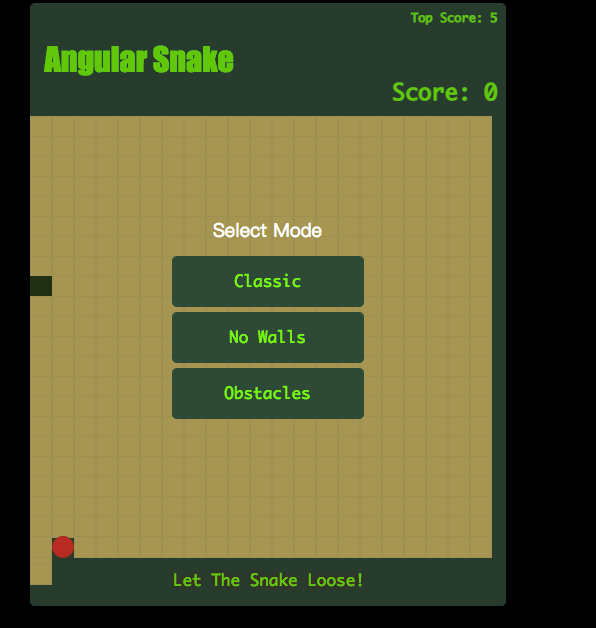 Top Score: 5
Angular Snake
Score: 0
Select Mode
Classic
No Walls
Obstacles
Let The Snake Loose!